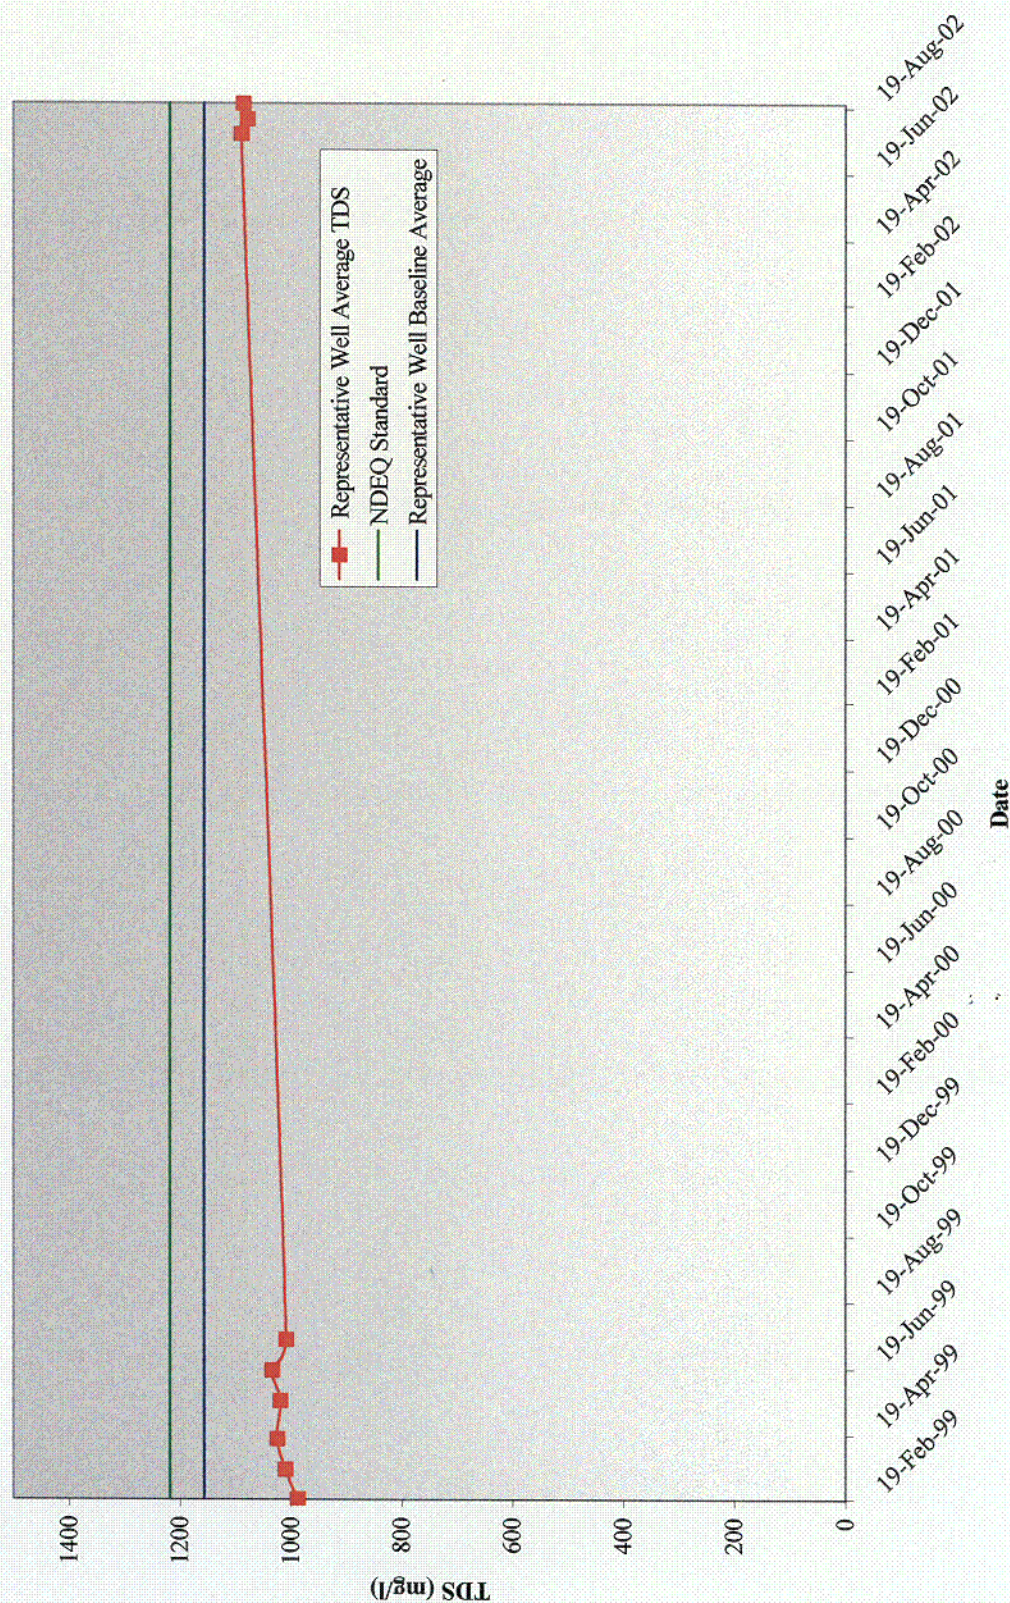 TDS (mg/l)
1400
1200
1000
800
600
400
200
0
Representative Well Average TDS
NDEQ Standard
Representative Well Baseline Average
19-Feb-99
19-Apr-99
19-Jun-99
19-Aug-99
19-Oct-99
19-Dec-99
19-Feb-00
19-Apr-00
19-Jun-00
19-Aug-00
19-Oct-00
19-Dec-00
19-Feb-01
19-Apr-01
19-Jun-01
19-Aug-01
19-Oct-01
19-Dec-01
19-Feb-02
19-Apr-02
19-Jun-02
19-Aug-02
Date